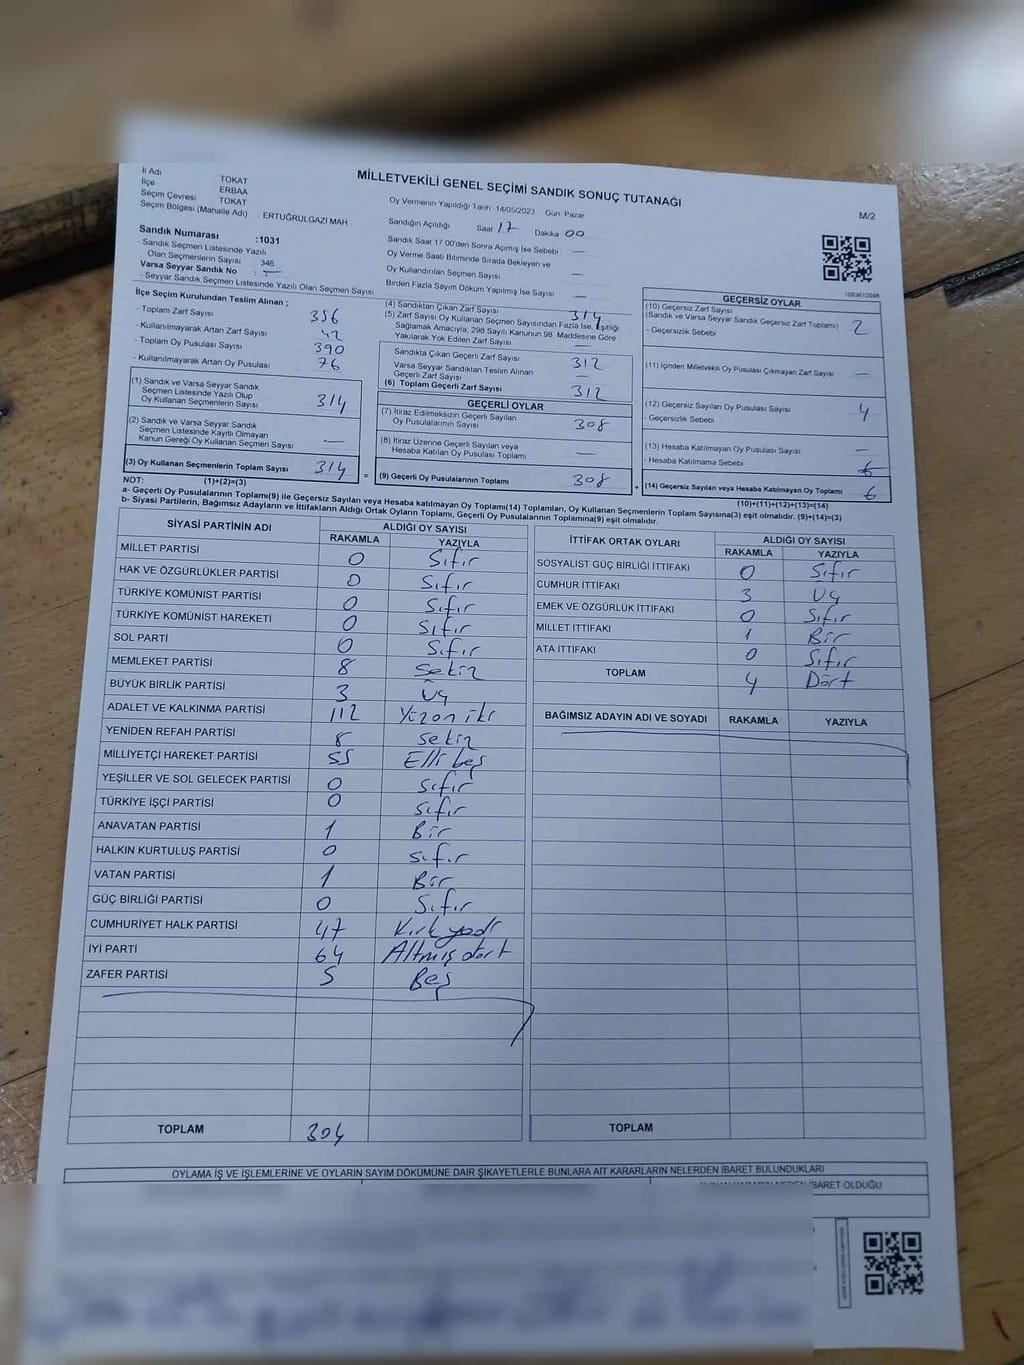 MİLLETVEKİLİ GENEL SEÇİMİ SANDIK SONUÇ TUTANAĞI
M/2
İl Adı TOKAT
İlçe ERBAA
Seçim Çevresi TOKAT
Seçim Bölgesi (Mahalle Adı) : ERTUĞRULGAZİ MAH
Sandık Numarası :1031
- Sandık Seçmen Listesinde Yazılı
Olan Seçmenlerin Sayısı 346
Varsa Seyyar Sandık No : —
- Seyyar Sandık Seçmen Listesinde Yazılı Olan Seçmen Sayısı
Oy Vermenin Yapıldığı Tarih 14/05/2023 Gün: Pazar
Sandığın Açıldığı Saat 17 Dakika 00
Sandık Saat 17 00'den Sonra Açımış İse Sebebi —
Oy Verme Saati Bitiminde Sırada Bekleyen ve
Oy Kullandırılan Seçmen Sayısı —
Birden Fazla Sayım Döküm Yapılmış İse Sayısı —
İlçe Seçim Kurulundan Teslim Alınan ;
- Toplam Zarf Sayısı 356
- Kullanılmayarak Artan Zarf Sayısı 42
- Toplam Oy Pusulası Sayısı 390
- Kullanılmayarak Artan Oy Pusulası 76
(1) Sandık ve Varsa Seyyar Sandık
Seçmen Listesinde Yazılı Olup
Oy Kullanan Seçmenlerin Sayısı 314
(2) Sandık ve Varsa Seyyar Sandık
Seçmen Listesinde Kayıtlı Olmayan
Kanun Gereği Oy Kullanan Seçmen Sayısı —
(3) Oy Kullanan Seçmenlerin Toplam Sayısı 314
(4) Sandıktan Çıkan Zarf Sayısı 314
(5) Zarf Sayısı Oy Kullanan Seçmen Sayısından Fazla İse, Eşitliği
Sağlamak Amacıyla, 298 Sayılı Kanunun 98. Maddesine Göre
Yakılarak Yok Edilen Zarf Sayısı —
Sandıkta Çıkan Geçerli Zarf Sayısı 312
Varsa Seyyar Sandıktan Teslim Alınan
Geçerli Zarf Sayısı —
(6) Toplam Geçerli Zarf Sayısı 312
GEÇERLİ OYLAR
(7) İtiraz Edilmeksizin Geçerli Sayılan
Oy Pusulalarının Sayısı 308
(8) İtiraz Üzerine Geçerli Sayılan veya
Hesaba Katılan Oy Pusulası Toplamı —
= (9) Geçerli Oy Pusulalarının Toplamı 308
GEÇERSİZ OYLAR
(10) Geçersiz Zarf Sayısı
(Sandık ve Varsa Seyyar Sandık Geçersiz Zarf Toplamı) 2
- Geçersizlik Sebebi
(11) İçinden Milletvekili Oy Pusulası Çıkmayan Zarf Sayısı —
(12) Geçersiz Sayılan Oy Pusulası Sayısı 4
- Geçersizlik Sebebi
(13) Hesaba Katılmayan Oy Pusulası Sayısı —
- Hesaba Katılmama Sebebi
+ (14) Geçersiz Sayılan veya Hesaba Katılmayan Oy Toplamı 6
NOT: (1)+(2)=(3)
(10)+(11)+(12)+(13)=(14)
a- Geçerli Oy Pusulalarının Toplamı(9) ile Geçersiz Sayılan veya Hesaba katılmayan Oy Toplamı(14) Toplamları, Oy Kullanan Seçmenlerin Toplam Sayısına(3) eşit olmalıdır. (9)+(14)=(3)
b- Siyasi Partilerin, Bağımsız Adayların ve İttifakların Aldığı Ortak Oyların Toplamı, Geçerli Oy Pusulalarının Toplamına(9) eşit olmalıdır.
SİYASİ PARTİNİN ADI ALDIĞI OY SAYISI
RAKAMLA YAZIYLA
MİLLET PARTİSİ 0 Sıfır
HAK VE ÖZGÜRLÜKLER PARTİSİ 0 Sıfır
TÜRKİYE KOMÜNİST PARTİSİ 0 Sıfır
TÜRKİYE KOMÜNİST HAREKETİ 0 Sıfır
SOL PARTİ 0 Sıfır
MEMLEKET PARTİSİ 8 Sekiz
BÜYÜK BİRLİK PARTİSİ 3 Üç
ADALET VE KALKINMA PARTİSİ 112 Yüzon iki
YENİDEN REFAH PARTİSİ 8 Sekiz
MİLLİYETÇİ HAREKET PARTİSİ 55 Elli beş
YEŞİLLER VE SOL GELECEK PARTİSİ 0 Sıfır
TÜRKİYE İŞÇİ PARTİSİ 0 Sıfır
ANAVATAN PARTİSİ 1 Bir
HALKIN KURTULUŞ PARTİSİ 0 Sıfır
VATAN PARTİSİ 1 Bir
GÜÇ BİRLİĞİ PARTİSİ 0 Sıfır
CUMHURİYET HALK PARTİSİ 47 Kırk yedi
İYİ PARTİ 64 Altmış dört
ZAFER PARTİSİ 5 Beş
TOPLAM 304
İTTİFAK ORTAK OYLARI ALDIĞI OY SAYISI
RAKAMLA YAZIYLA
SOSYALİST GÜÇ BİRLİĞİ İTTİFAKI 0 Sıfır
CUMHUR İTTİFAKI 3 Üç
EMEK VE ÖZGÜRLÜK İTTİFAKI 0 Sıfır
MİLLET İTTİFAKI 1 Bir
ATA İTTİFAKI 0 Sıfır
TOPLAM 4 Dört
BAĞIMSIZ ADAYIN ADI VE SOYADI RAKAMLA YAZIYLA
TOPLAM
OYLAMA İŞ VE İŞLEMLERİNE VE OYLARIN SAYIM DÖKÜMÜNE DAİR ŞİKAYETLERLE BUNLARA AİT KARARLARIN NELERDEN İBARET BULUNDUKLARI
İBARET OLDUĞU